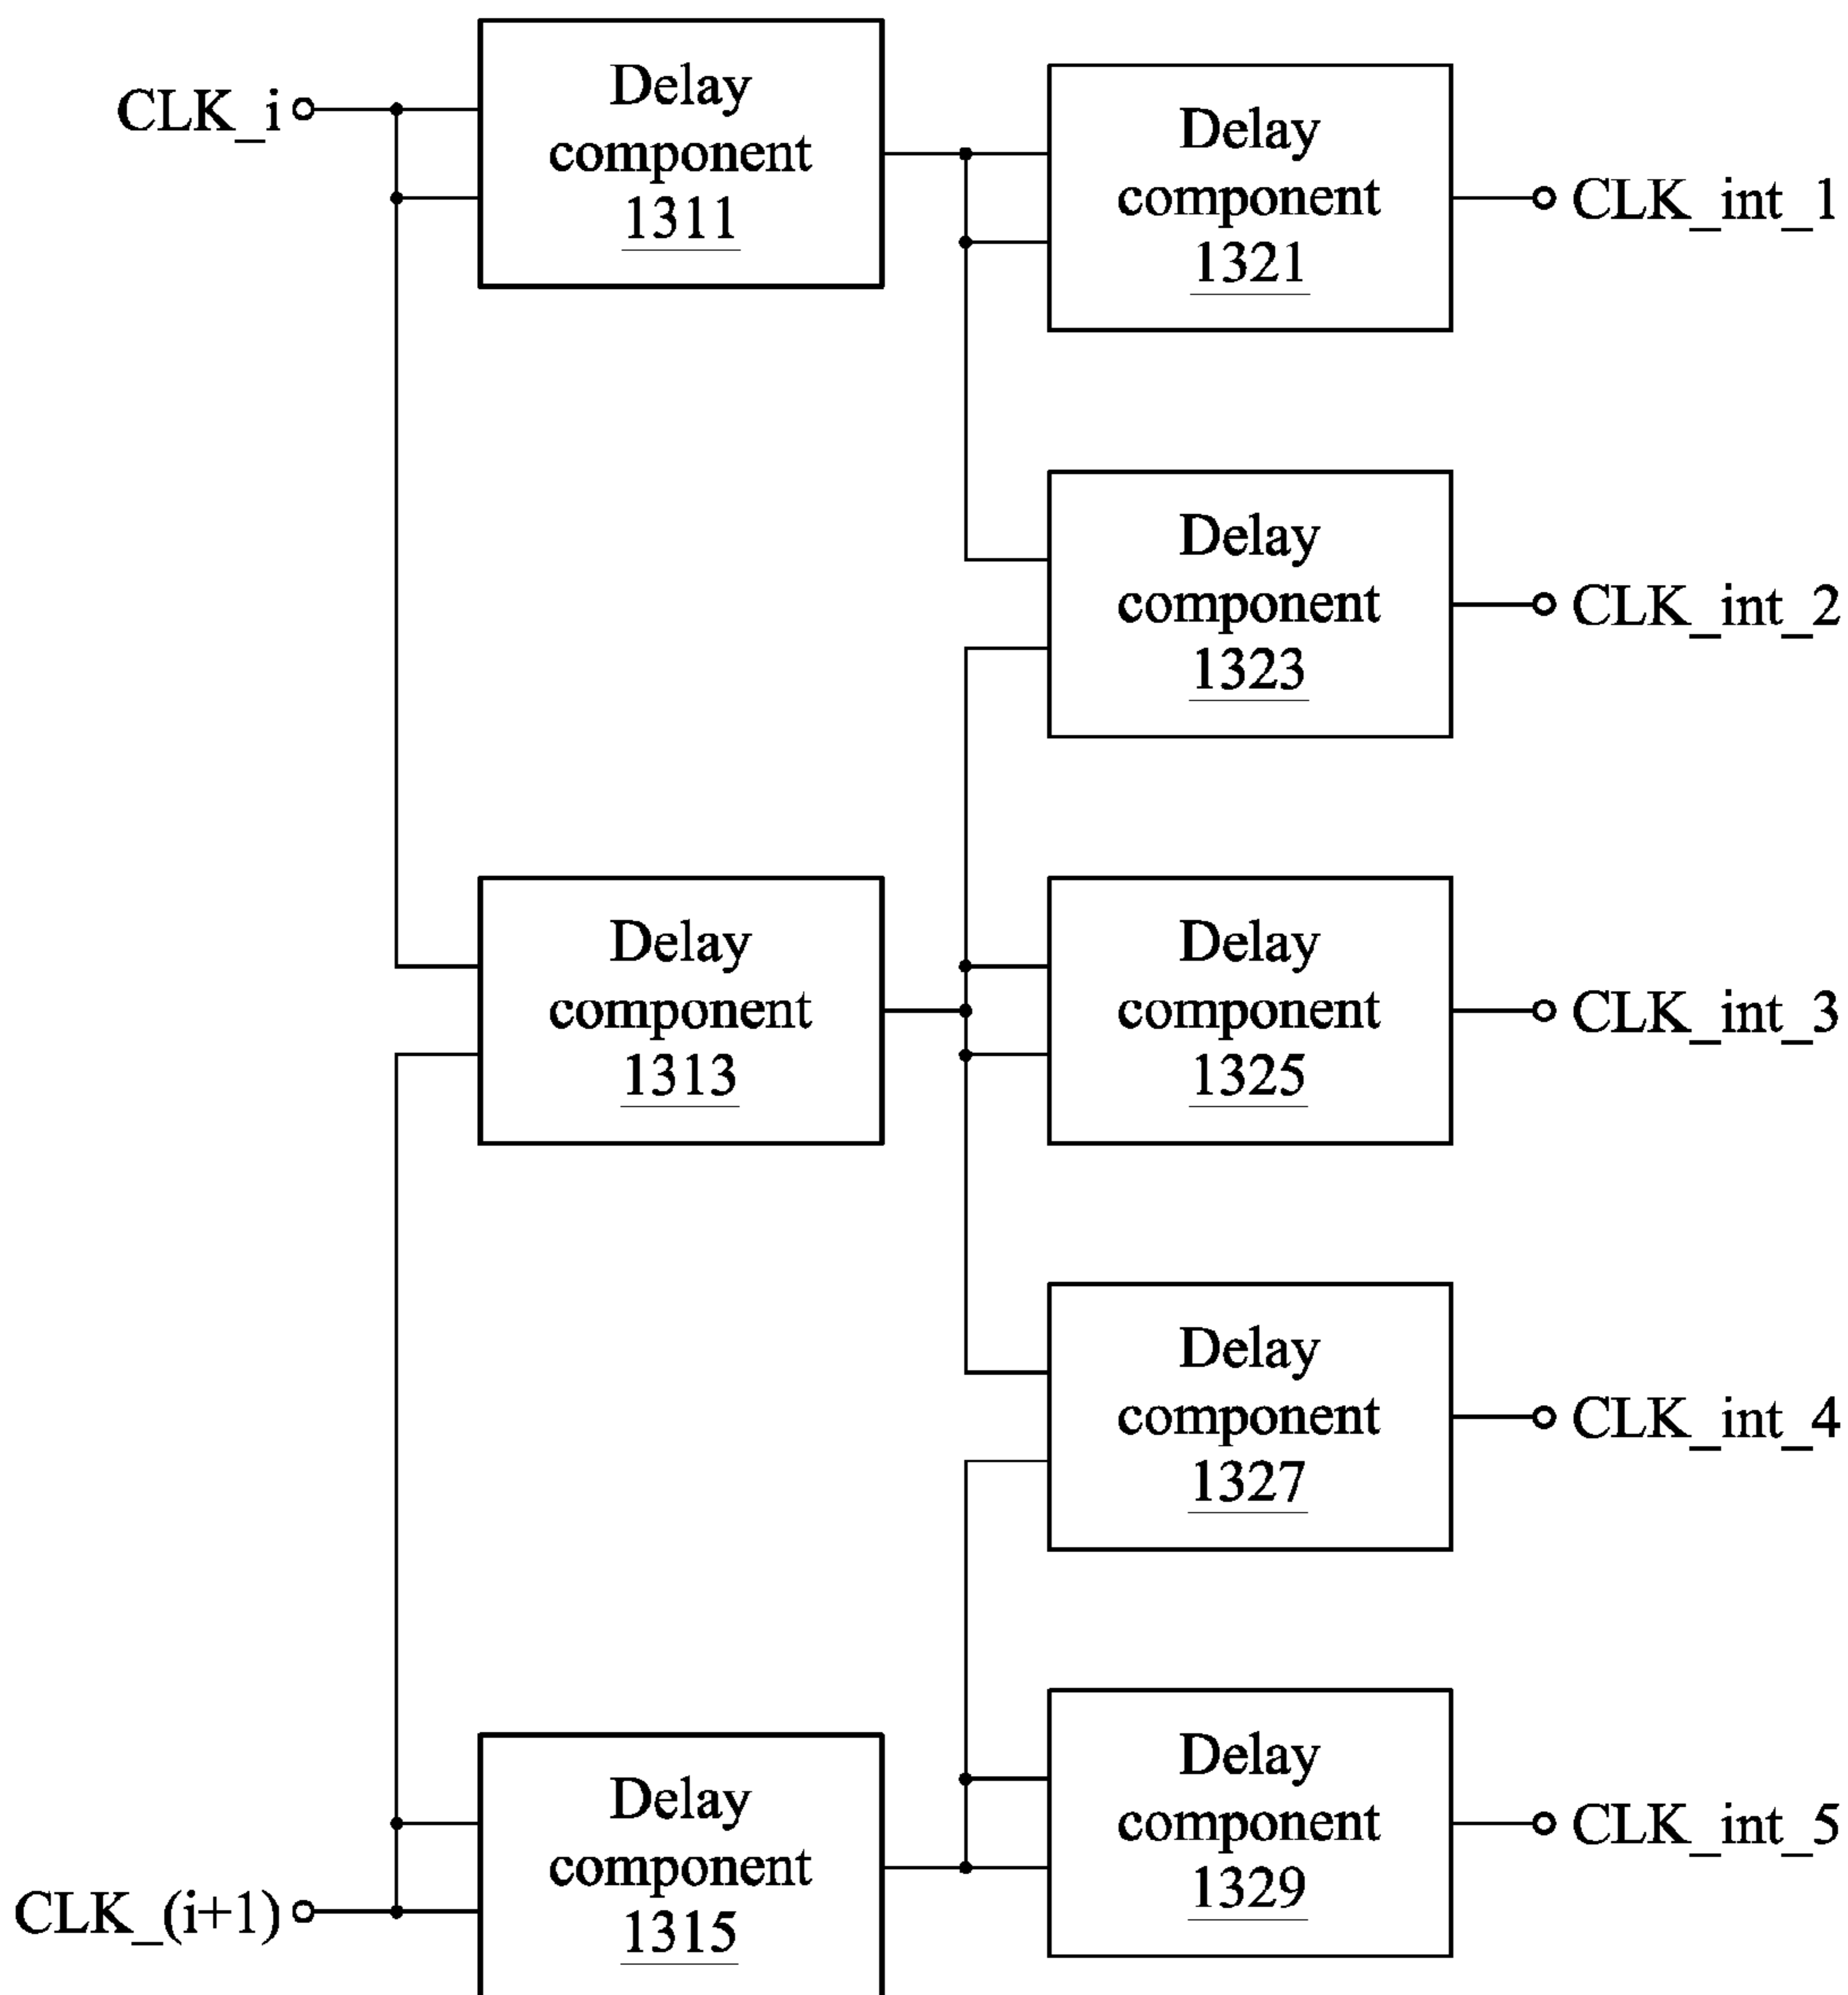 CLK_i
Delay
component
1311
Delay
component
1321
CLK_int_1
Delay
component
1323
CLK_int_2
Delay
component
1313
Delay
component
1325
CLK_int_3
Delay
component
1327
CLK_int_4
CLK_(i+1)
Delay
component
1315
Delay
component
1329
CLK_int_5